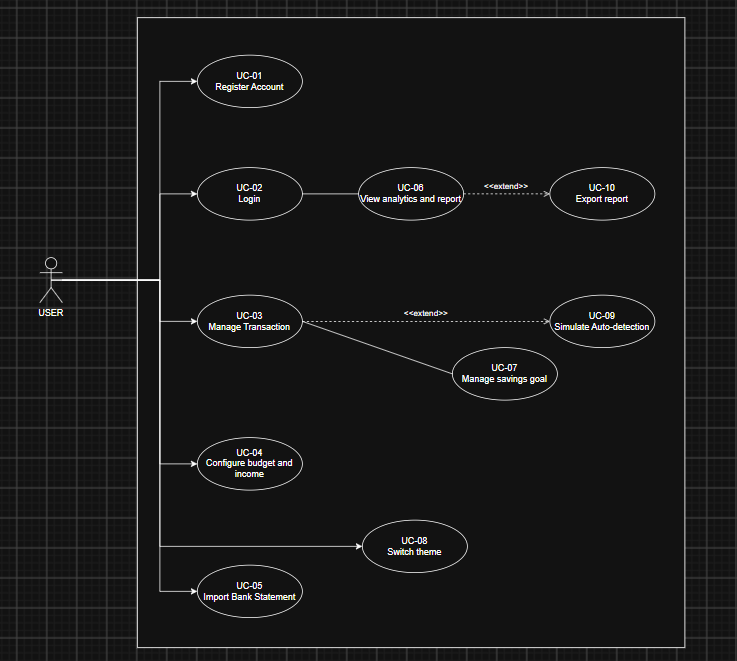 UC-01
Register Account
UC-02
Login
UC-06
View analytics and report
<<extend>>
UC-10
Export report
USER
UC-03
Manage Transaction
<<extend>>
UC-09
Simulate Auto-detection
UC-07
Manage savings goal
UC-04
Configure budget and
income
UC-08
Switch theme
UC-05
Import Bank Statement